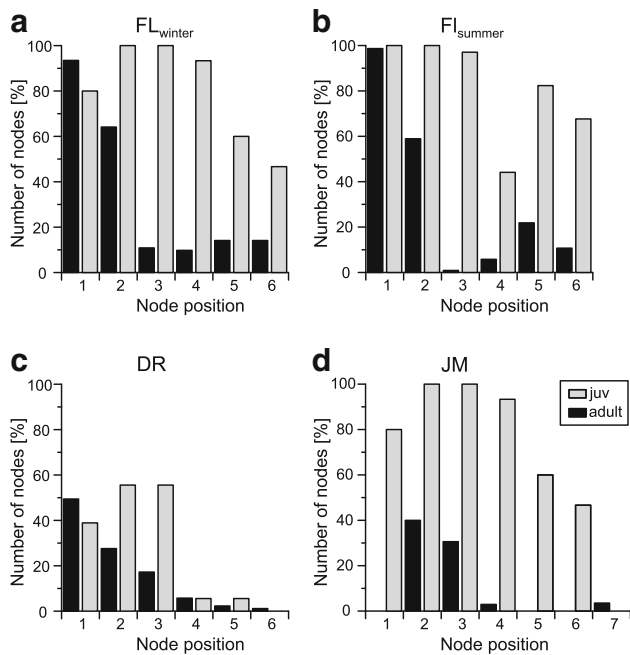 a
FLwinter
Number of nodes [%]
100
80
60
40
20
0
1 2 3 4 5 6
Node position
b
FIsummer
Number of nodes [%]
100
80
60
40
20
0
1 2 3 4 5 6
Node position
c
DR
Number of nodes [%]
100
80
60
40
20
0
1 2 3 4 5 6
Node position
d
JM
Number of nodes [%]
100
80
60
40
20
0
1 2 3 4 5 6 7
Node position
juv
adult